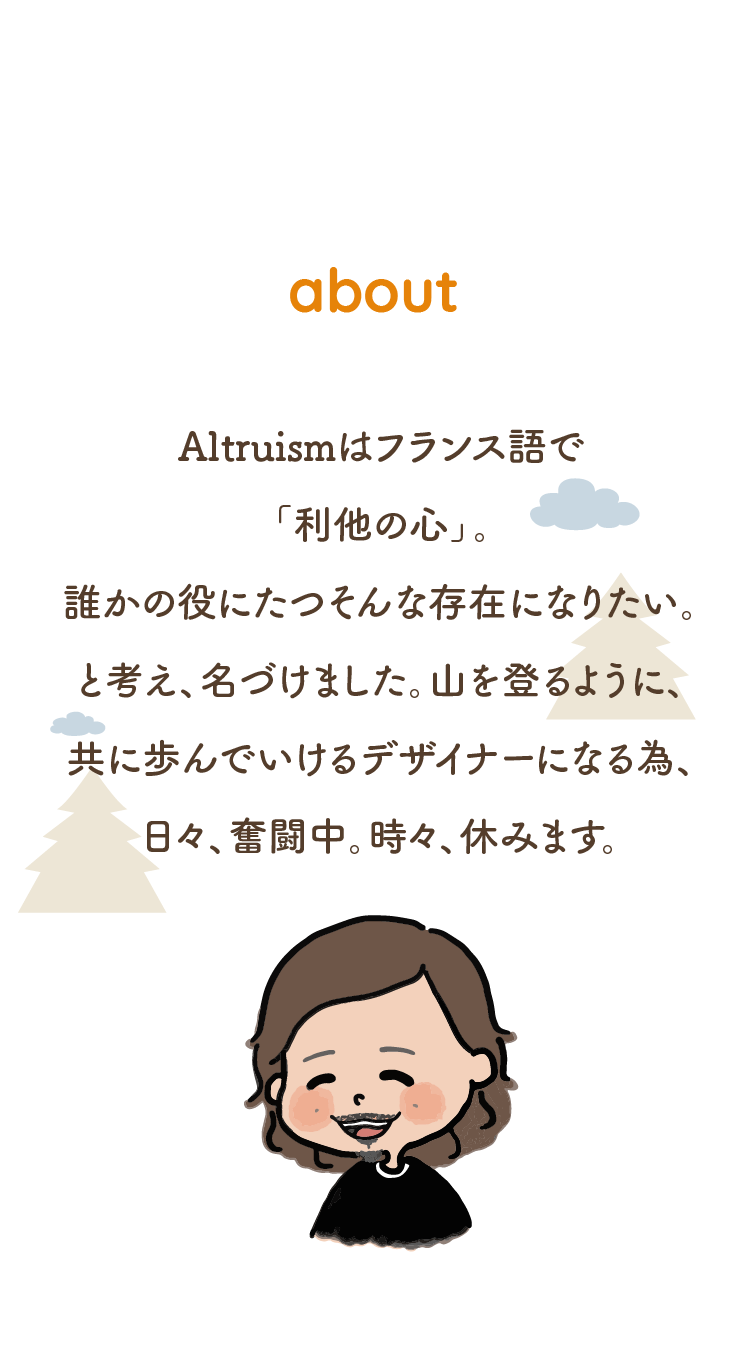 about
Altruismはフランス語で
「利他の心」。
誰かの役にたつそんな存在になりたい。
と考え、名づけました。山を登るように、
共に歩んでいけるデザイナーになる為、
日々、奮闘中。時々、休みます。